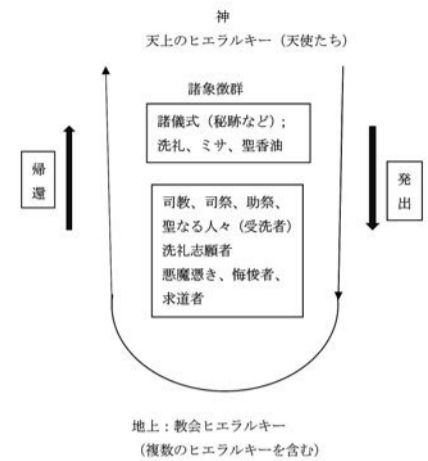 神
天上のヒエラルキー（天使たち）
諸象徴群
諸儀式（秘跡など）；
洗礼、ミサ、聖香油
帰還
発出
司教、司祭、助祭、
聖なる人々（受洗者）
洗礼志願者
悪魔憑き、悔悛者、
求道者
地上：教会ヒエラルキー
（複数のヒエラルキーを含む）